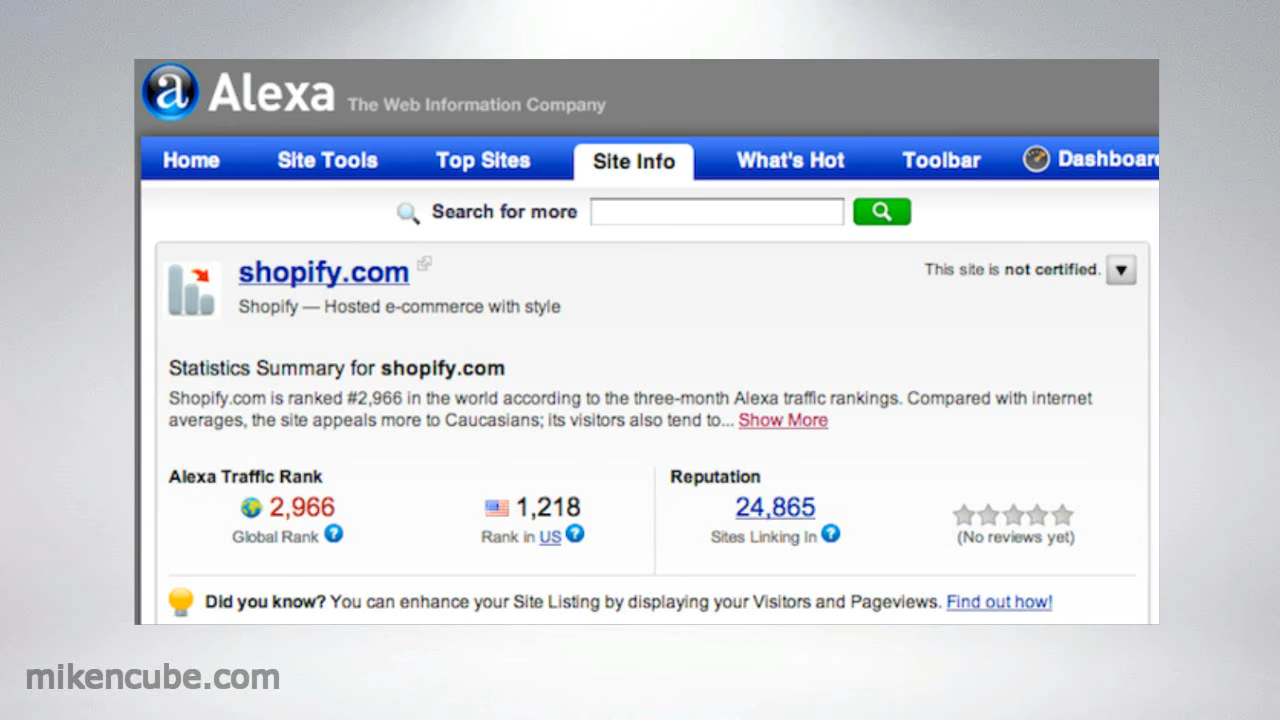 a Alexa The Web Information Company
Home Site Tools Top Sites Site Info What's Hot Toolbar Dashboar
Search for more
shopify.com
This site is not certified.
Shopify — Hosted e-commerce with style
Statistics Summary for shopify.com
Shopify.com is ranked #2,966 in the world according to the three-month Alexa traffic rankings. Compared with internet
averages, the site appeals more to Caucasians; its visitors also tend to... Show More
Alexa Traffic Rank
Reputation
2,966
1,218
24,865
Global Rank ?
Rank in US ?
Sites Linking In ?
(No reviews yet)
Did you know? You can enhance your Site Listing by displaying your Visitors and Pageviews. Find out how!
mikencube.com